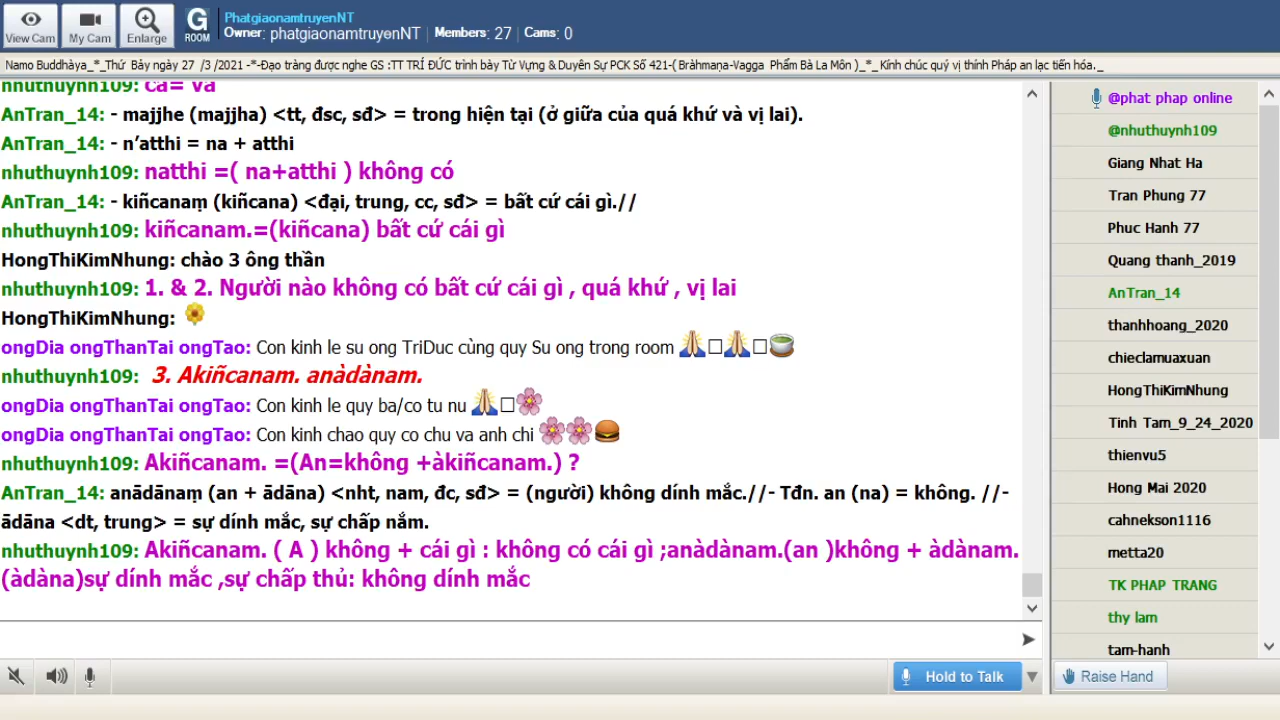 View Cam
My Cam
Enlarge
G
ROOM
PhatgiaonamtruyenNT
Owner: phatgiaonamtruyenNT | Members: 27 | Cams: 0
Namo Buddhàya_*_Thứ Bảy ngày 27 /3 /2021 -*-Đạo tràng được nghe GS :TT TRÍ ĐỨC trình bày Từ Vựng & Duyên Sự PCK Số 421-( Bràhmaṇa-Vagga Phẩm Bà La Môn )_*_ Kính chúc quý vị thính Pháp an lạc tiến hóa._
nhuthuynh109: ca= và
AnTran_14: - majjhe (majjha) <tt, đsc, sđ> = trong hiện tại (ở giữa của quá khứ và vị lai).
AnTran_14: - n’atthi = na + atthi
nhuthuynh109: natthi =( na+atthi ) không có
AnTran_14: - kiñcanaṃ (kiñcana) <đại, trung, cc, sđ> = bất cứ cái gì.//
nhuthuynh109: kiñcanam.=(kiñcana) bất cứ cái gì
HongThiKimNhung: chào 3 ông thần
nhuthuynh109: 1. & 2. Người nào không có bất cứ cái gì , quá khứ , vị lai
HongThiKimNhung:
ongDia ongThanTai ongTao: Con kinh le su ong TriDuc cùng quy Su ong trong room
nhuthuynh109: 3. Akiñcanam. anàdànam.
ongDia ongThanTai ongTao: Con kinh le quy ba/co tu nu
ongDia ongThanTai ongTao: Con kinh chao quy co chu va anh chi
nhuthuynh109: Akiñcanam. =(An=không +àkiñcanam.) ?
AnTran_14: anādānaṃ (an + ādāna) <nht, nam, đc, sđ> = (người) không dính mắc.//- Tđn. an (na) = không. //-
ādāna <dt, trung> = sự dính mắc, sự chấp nắm.
nhuthuynh109: Akiñcanam. ( A ) không + cái gì : không có cái gì ;anàdànam.(an )không + àdànam.
(àdàna)sự dính mắc ,sự chấp thủ: không dính mắc
@phat phap online
@nhuthuynh109
Giang Nhat Ha
Tran Phung 77
Phuc Hanh 77
Quang thanh_2019
AnTran_14
thanhhoang_2020
chieclamuaxuan
HongThiKimNhung
Tinh Tam_9_24_2020
thienvu5
Hong Mai 2020
cahnekson1116
metta20
TK PHAP TRANG
thy lam
tam-hanh
Hold to Talk
Raise Hand